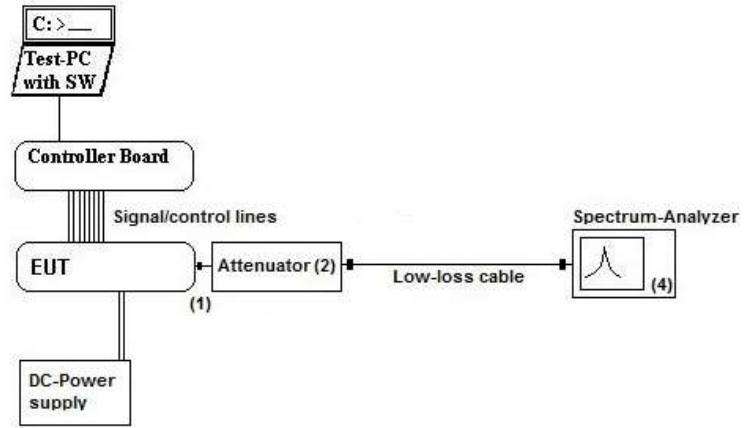 C:>__
Test-PC
with SW
Controller Board
Signal/control lines
Spectrum-Analyzer
EUT
Attenuator (2)
Low-loss cable
(4)
(1)
DC-Power
supply